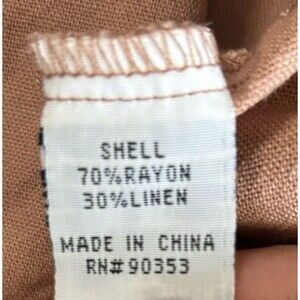 SHELL
70%RAYON
30%LINEN
MADE IN CHINA
RN#90353